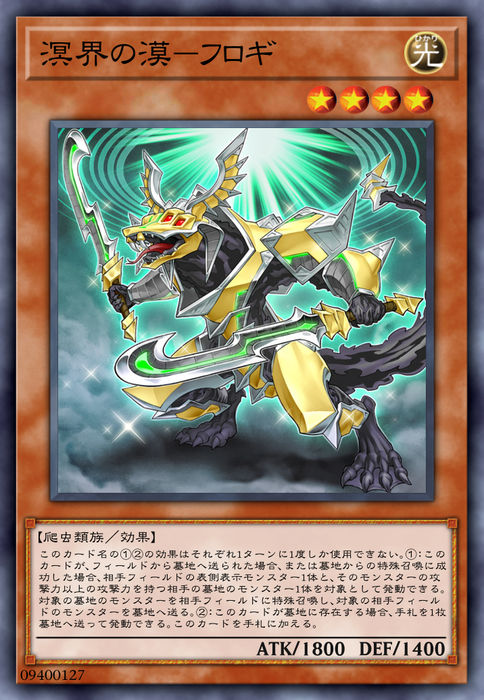 溟界の漠－フロギ
ひかり
光
【爬虫類族／効果】
このカード名の①②の効果はそれぞれ1ターンに1度しか使用できない。①：この
カードが、フィールドから墓地へ送られた場合、または墓地からの特殊召喚に成
功した場合、相手フィールドの表側表示モンスター1体と、そのモンスターの攻
撃力以上の攻撃力を持つ相手の墓地のモンスター1体を対象として発動できる。
対象の墓地のモンスターを相手フィールドに特殊召喚し、対象の相手フィール
ドのモンスターを墓地へ送る。②：このカードが墓地に存在する場合、手札を1枚
墓地へ送って発動できる。このカードを手札に加える。
ATK/1800 DEF/1400
09400127